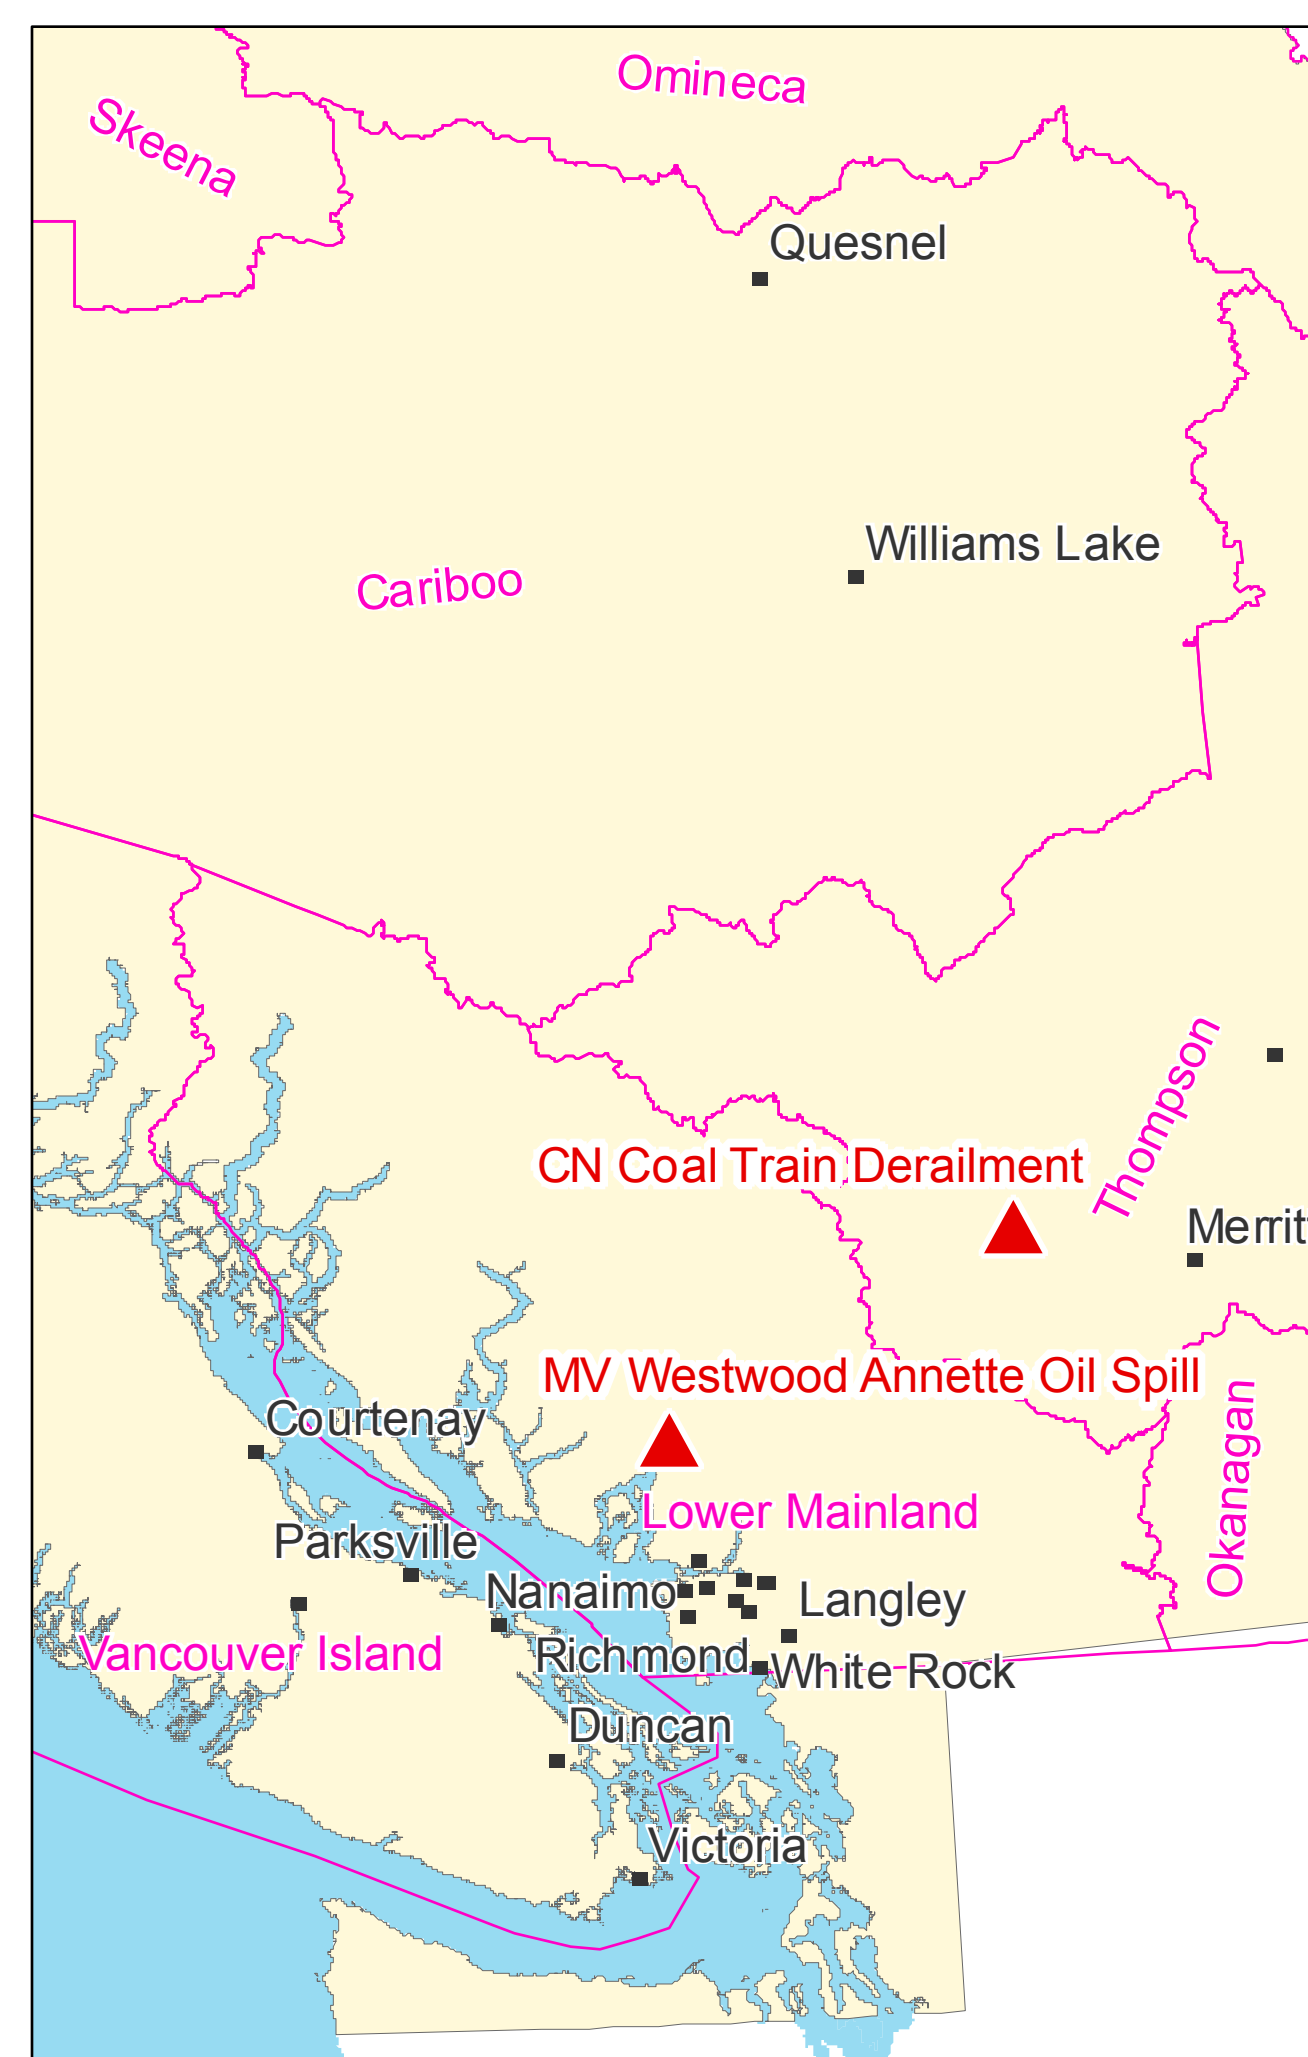 Omineca
Skeena
Quesnel
Williams Lake
Cariboo
Thompson
CN Coal Train Derailment
Merritt
MV Westwood Annette Oil Spill
Okanagan
Courtenay
Lower Mainland
Parksville
Nanaimo
Langley
Vancouver Island
Richmond
White Rock
Duncan
Victoria